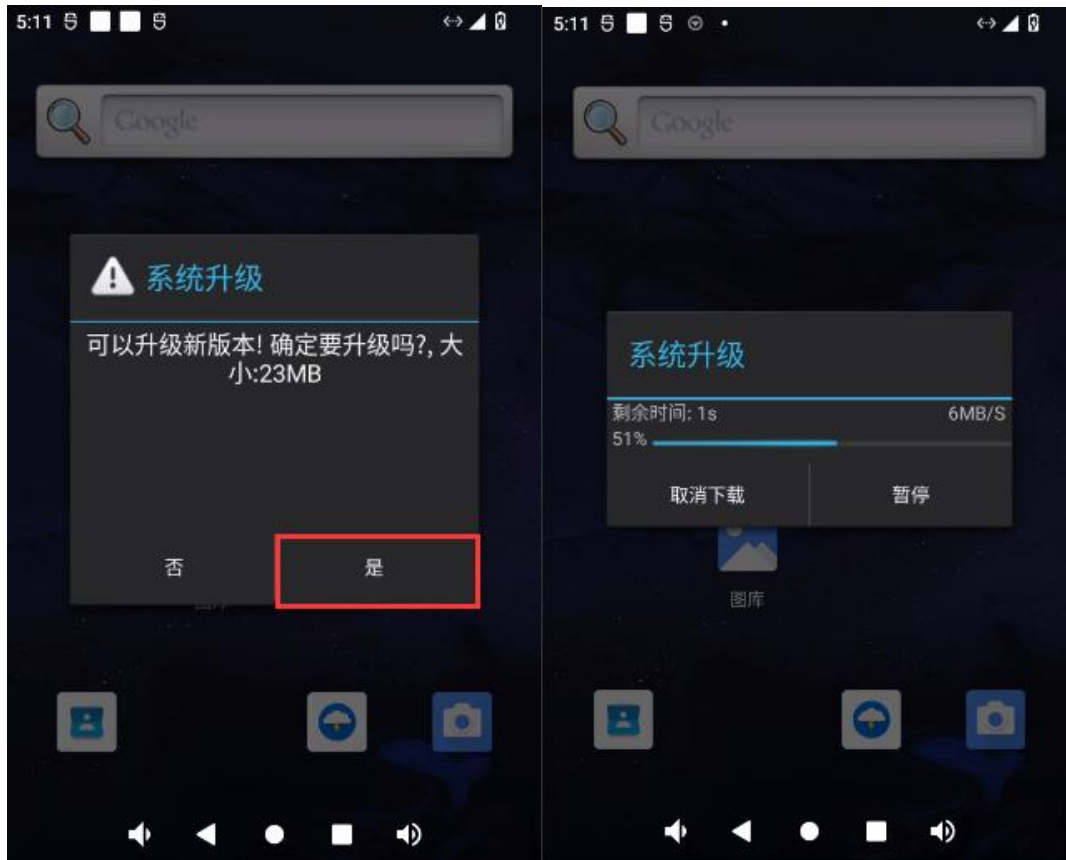 5:11
Google
系统升级
可以升级新版本! 确定要升级吗?, 大
小:23MB
否
是
5:11
Google
系统升级
剩余时间: 1s
6MB/S
51%
取消下载
暂停
图库